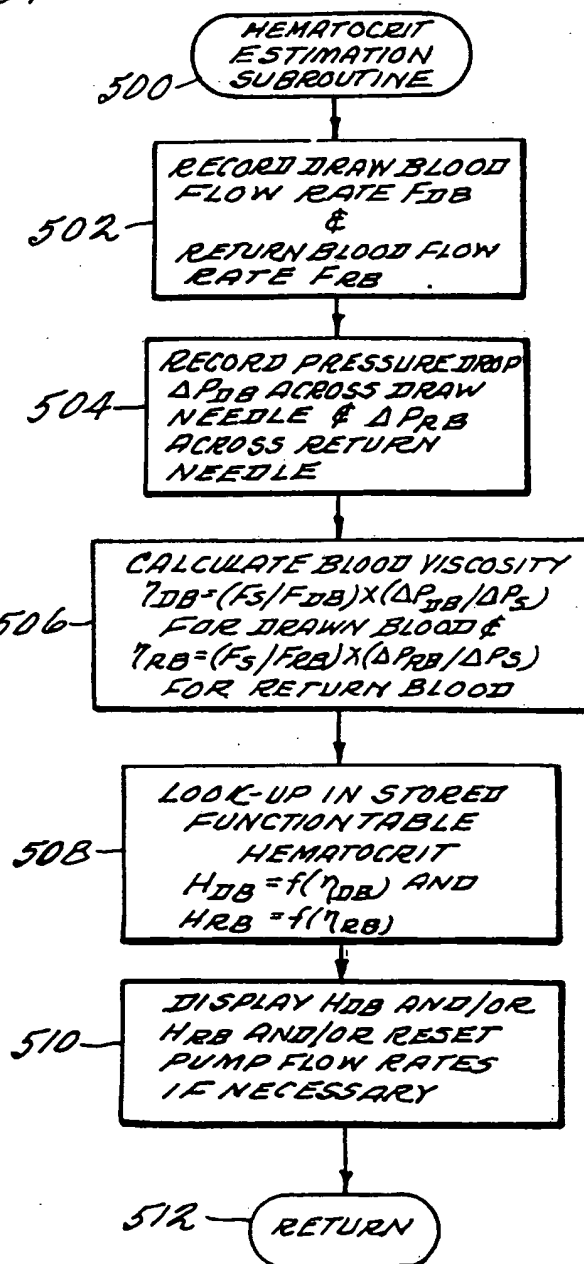 500
HEMATOCRIT
ESTIMATION
SUBROUTINE
502
RECORD DRAW BLOOD
FLOW RATE FDB
&
RETURN BLOOD FLOW
RATE FRB
504
RECORD PRESSURE DROP
ΔPDB ACROSS DRAW
NEEDLE & ΔPRB
ACROSS RETURN
NEEDLE
506
CALCULATE BLOOD VISCOSITY
ηDB=(FS/FDB)X(ΔPDB/ΔPS)
FOR DRAWN BLOOD &
ηRB=(FS/FRB)X(ΔPRB/ΔPS)
FOR RETURN BLOOD
508
LOOK-UP IN STORED
FUNCTION TABLE
HEMATOCRIT
HDB=f(ηDB) AND
HRB=f(ηRB)
510
DISPLAY HDB AND/OR
HRB AND/OR RESET
PUMP FLOW RATES
IF NECESSARY
512
RETURN